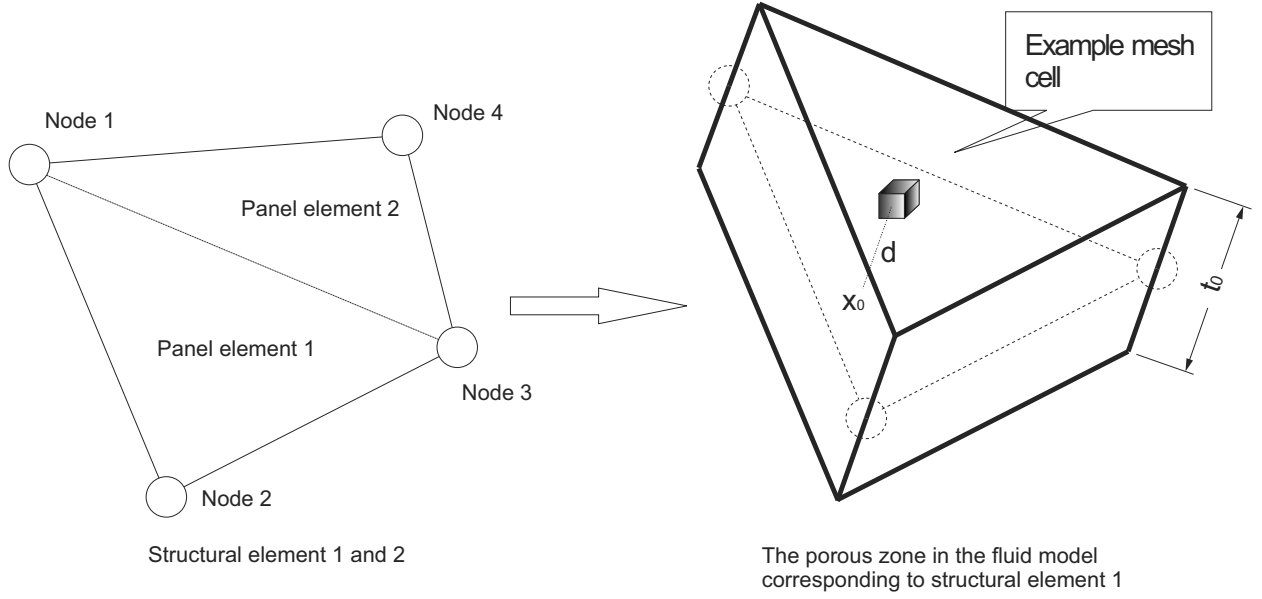 Node 1
Node 4
Panel element 2
Panel element 1
Node 3
Node 2
Structural element 1 and 2
Example mesh
cell
d
x₀
t₀
The porous zone in the fluid model
corresponding to structural element 1